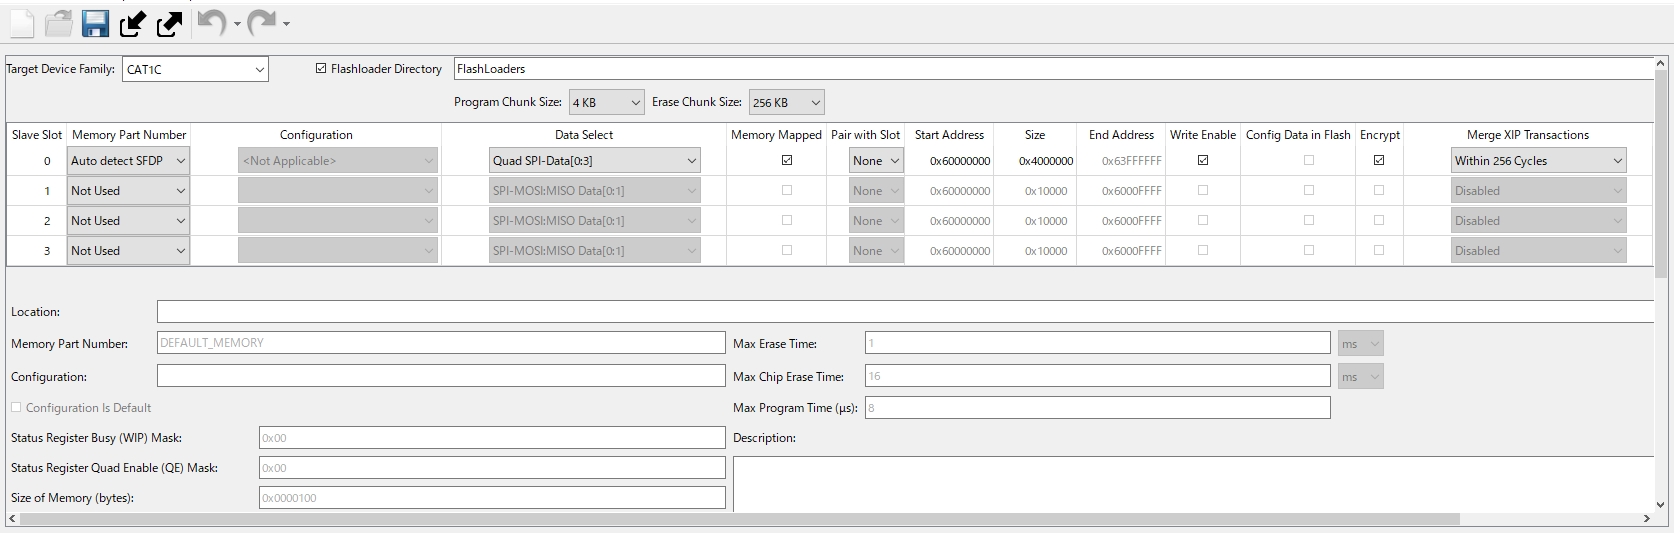 Target Device Family: CAT1C Flashloader Directory FlashLoaders
Program Chunk Size: 4 KB Erase Chunk Size: 256 KB
Slave Slot Memory Part Number Configuration Data Select Memory Mapped Pair with Slot Start Address Size End Address Write Enable Config Data in Flash Encrypt Merge XIP Transactions
0 Auto detect SFDP <Not Applicable> Quad SPI-Data[0:3] None 0x60000000 0x4000000 0x63FFFFFF Within 256 Cycles
1 Not Used SPI-MOSI:MISO Data[0:1] None 0x60000000 0x10000 0x6000FFFF Disabled
2 Not Used SPI-MOSI:MISO Data[0:1] None 0x60000000 0x10000 0x6000FFFF Disabled
3 Not Used SPI-MOSI:MISO Data[0:1] None 0x60000000 0x10000 0x6000FFFF Disabled
Location:
Memory Part Number: DEFAULT_MEMORY Max Erase Time: 1 ms
Configuration: Max Chip Erase Time: 16 ms
Configuration Is Default Max Program Time (µs): 8
Status Register Busy (WIP) Mask: 0x00 Description:
Status Register Quad Enable (QE) Mask: 0x00
Size of Memory (bytes): 0x0000100